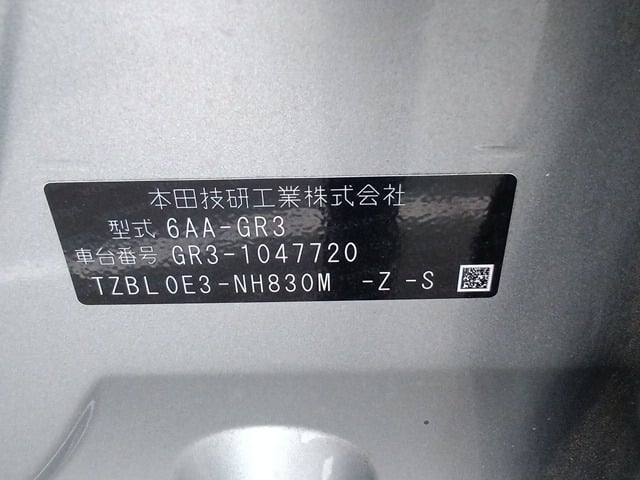 本田技研工業株式会社
型式 6AA-GR3
車台番号 GR3-1047720
TZBL0E3-NH830M -Z -S